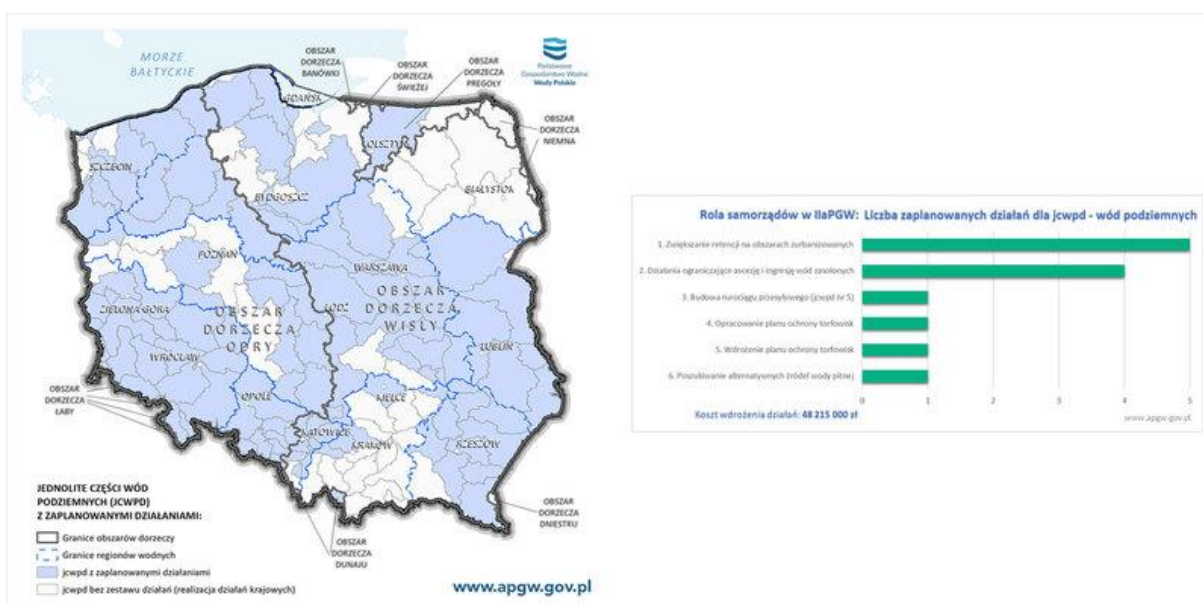 MORZE
BAŁTYCKIE
OBSZAR
DORZECZA
BANÓWKI
OBSZAR
DORZECZA
ŚWIEŻEJ
OBSZAR
DORZECZA
PREGOŁY
Państwowe
Gospodarstwo Wodne
Wody Polskie
OBSZAR
DORZECZA
NIEMNA
GDAŃSK
OLSZTYN
SZCZECIN
BYDGOSZCZ
BIAŁYSTOK
POZNAŃ
WARSZAWA
ZIELONA GÓRA
OBSZAR
DORZECZA
ODRY
ŁÓDŹ
OBSZAR
DORZECZA
WISŁY
WROCŁAW
LUBLIN
OPOLE
KIELCE
KATOWICE
KRAKÓW
RZESZÓW
OBSZAR
DORZECZA
ŁABY
OBSZAR
DORZECZA
DUNAJU
OBSZAR
DORZECZA
DNIESTRU
JEDNOLITE CZĘŚCI WÓD
PODZIEMNYCH (JCWPD)
Z ZAPLANOWANYMI DZIAŁANIAMI:
Granice obszarów dorzeczy
Granice regionów wodnych
jcwpd z zaplanowanymi działaniami
jcwpd bez zestawu działań (realizacja działań krajowych)
www.apgw.gov.pl
Rola samorządów w IIaPGW: Liczba zaplanowanych działań dla jcwpd - wód podziemnych
1. Zwiększanie retencji na obszarach zurbanizowanych
2. Działania ograniczające ascezję i ingresję wód zasolonych
3. Budowa rurociągu przesyłowego (jcwpd nr 5)
4. Opracowanie planu ochrony torfowisk
5. Wdrożenie planu ochrony torfowisk
6. Poszukiwanie alternatywnych źródeł wody pitnej
0 1 2 3 4 5
Koszt wdrożenia działań: 48 215 000 zł
www.apgw.gov.pl